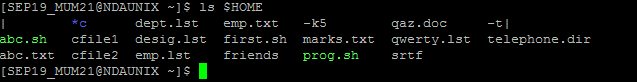 [SEP19_MUM21@NDAUNIX ~]$ ls $HOME
|        *c      dept.lst   emp.txt   -k5         qaz.doc     -t|
abc.sh   cfile1  desig.lst  first.sh  marks.txt   qwerty.lst  telephone.dir
abc.txt  cfile2  emp.lst    friends   prog.sh     srtf
[SEP19_MUM21@NDAUNIX ~]$